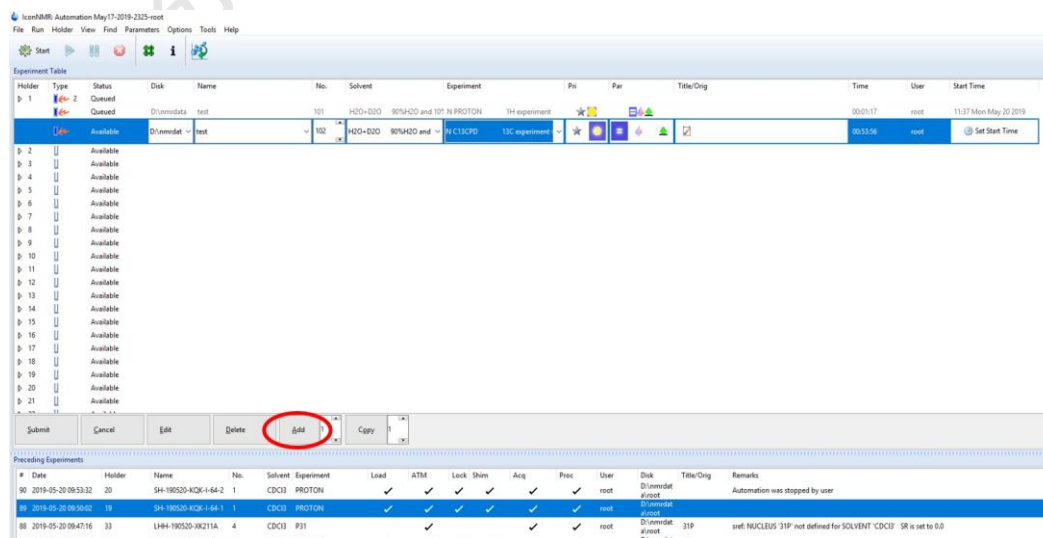 IconNMR: Automation May17-2019-2325-root
File Run Holder View Find Parameters Options Tools Help
Start
Experiment Table
Holder Type Status Disk Name No. Solvent Experiment Pri Par Title/Orig Time User Start Time
1 2 Queued
Queued D:\nmrdata test 101 H2O+D2O 90%H2O and 10% N PROTON 1H experiment 00:01:17 root 11:37 Mon May 20 2019
Available D:\nmrdat test 102 H2O+D2O 90%H2O and N C13CPD 13C experiment 00:53:56 root Set Start Time
2 Available
3 Available
4 Available
5 Available
6 Available
7 Available
8 Available
9 Available
10 Available
11 Available
12 Available
13 Available
14 Available
15 Available
16 Available
17 Available
18 Available
19 Available
20 Available
21 Available
Submit Cancel Edit Delete Add 1 Copy 1
Preceding Experiments
# Date Holder Name No. Solvent Experiment Load ATM Lock Shim Acq Proc User Disk Title/Orig Remarks
90 2019-05-20 09:53:32 20 SH-190520-KQK-I-64-2 1 CDCl3 PROTON root D:\nmrdat a\root Automation was stopped by user
89 2019-05-20 09:50:02 19 SH-190520-KQK-I-64-1 1 CDCl3 PROTON root D:\nmrdat a\root
88 2019-05-20 09:47:16 33 LHH-190520-XK211A 4 CDCl3 P31 root D:\nmrdat a\root 31P sref: NUCLEUS '31P' not defined for SOLVENT 'CDCl3' SR is set to 0.0